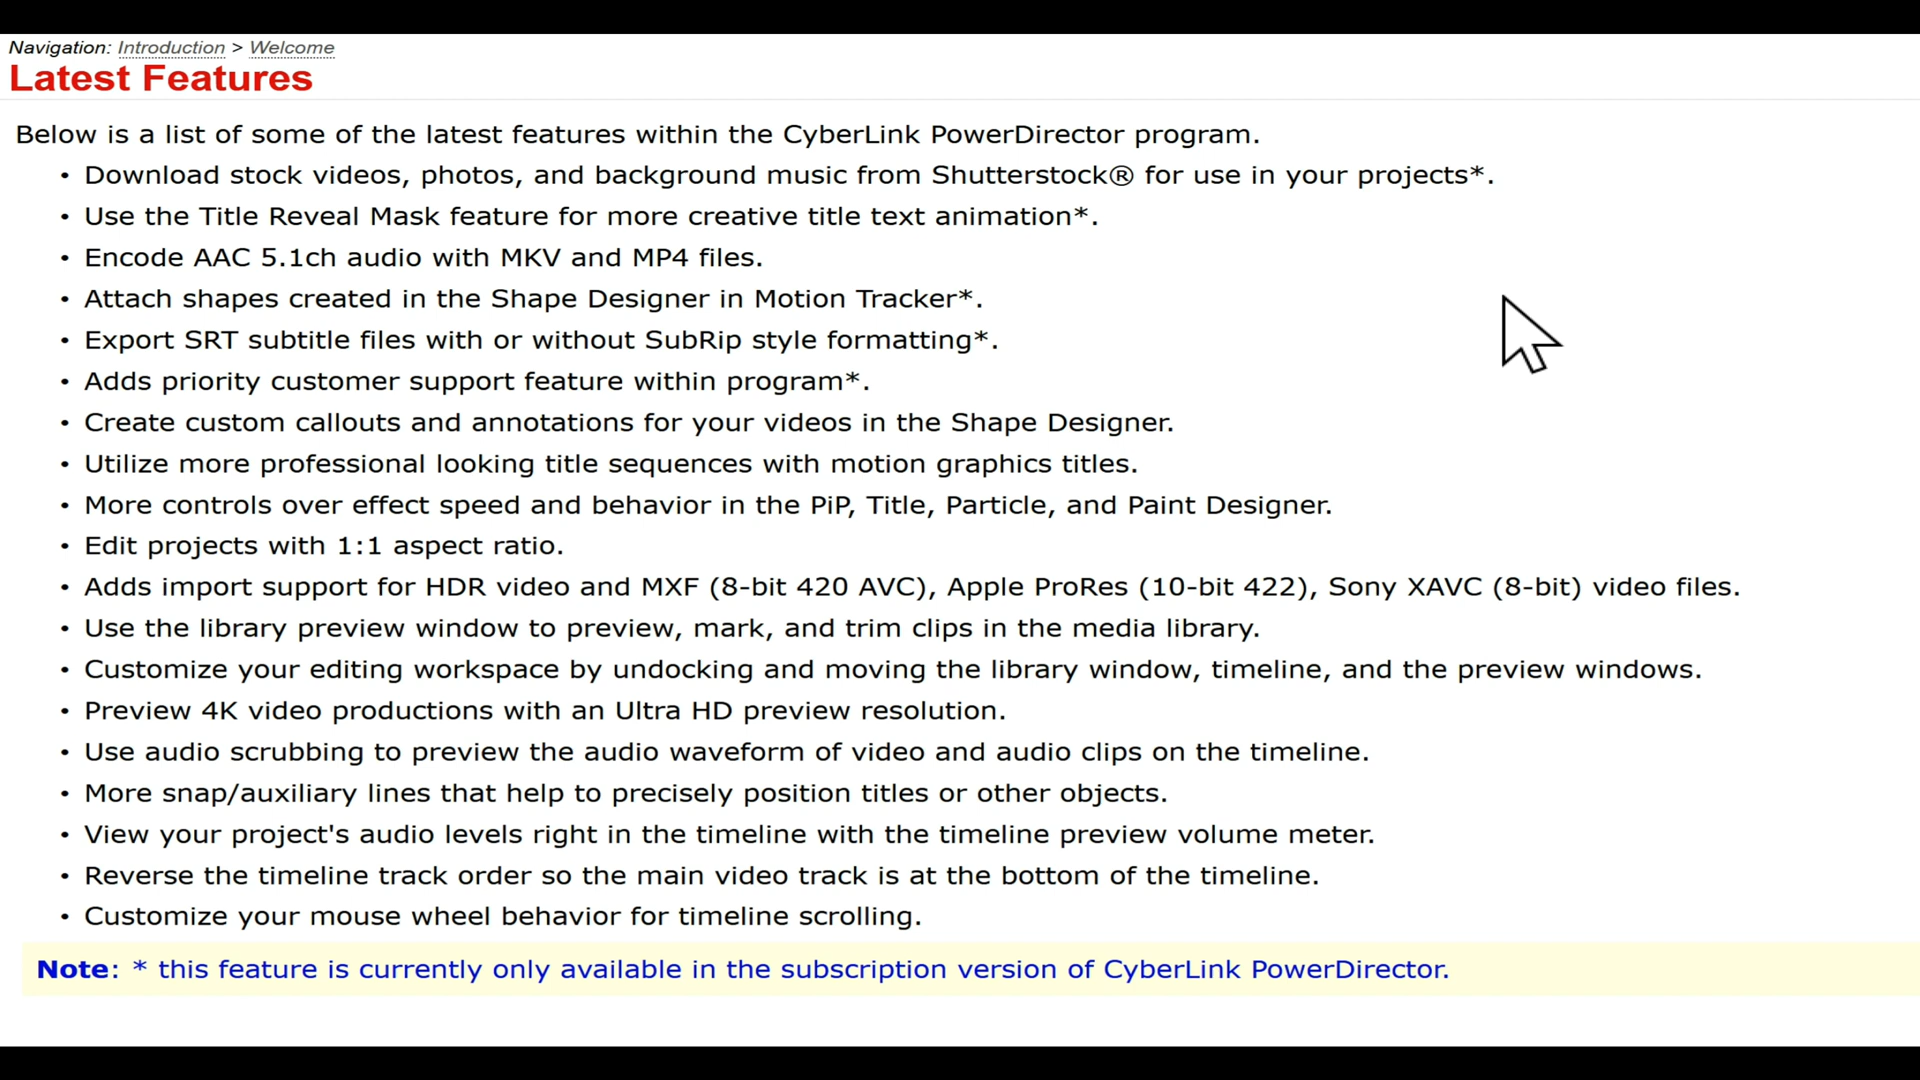 Navigation: Introduction > Welcome
Latest Features
Below is a list of some of the latest features within the CyberLink PowerDirector program.
• Download stock videos, photos, and background music from Shutterstock® for use in your projects*.
• Use the Title Reveal Mask feature for more creative title text animation*.
• Encode AAC 5.1ch audio with MKV and MP4 files.
• Attach shapes created in the Shape Designer in Motion Tracker*.
• Export SRT subtitle files with or without SubRip style formatting*.
• Adds priority customer support feature within program*.
• Create custom callouts and annotations for your videos in the Shape Designer.
• Utilize more professional looking title sequences with motion graphics titles.
• More controls over effect speed and behavior in the PiP, Title, Particle, and Paint Designer.
• Edit projects with 1:1 aspect ratio.
• Adds import support for HDR video and MXF (8-bit 420 AVC), Apple ProRes (10-bit 422), Sony XAVC (8-bit) video files.
• Use the library preview window to preview, mark, and trim clips in the media library.
• Customize your editing workspace by undocking and moving the library window, timeline, and the preview windows.
• Preview 4K video productions with an Ultra HD preview resolution.
• Use audio scrubbing to preview the audio waveform of video and audio clips on the timeline.
• More snap/auxiliary lines that help to precisely position titles or other objects.
• View your project's audio levels right in the timeline with the timeline preview volume meter.
• Reverse the timeline track order so the main video track is at the bottom of the timeline.
• Customize your mouse wheel behavior for timeline scrolling.
Note: * this feature is currently only available in the subscription version of CyberLink PowerDirector.